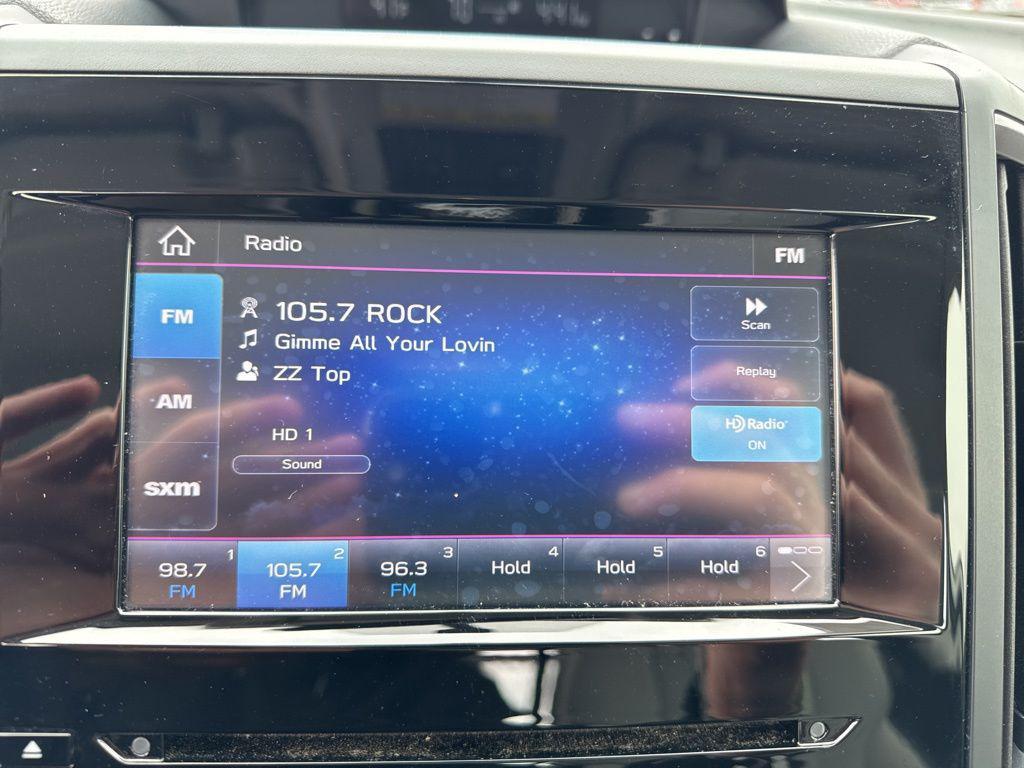 Radio
FM
FM
AM
sxm
105.7 ROCK
Gimme All Your Lovin
ZZ Top
HD 1
Sound
Scan
Replay
HD Radio
ON
1
98.7
FM
2
105.7
FM
3
96.3
FM
4
Hold
5
Hold
6
Hold